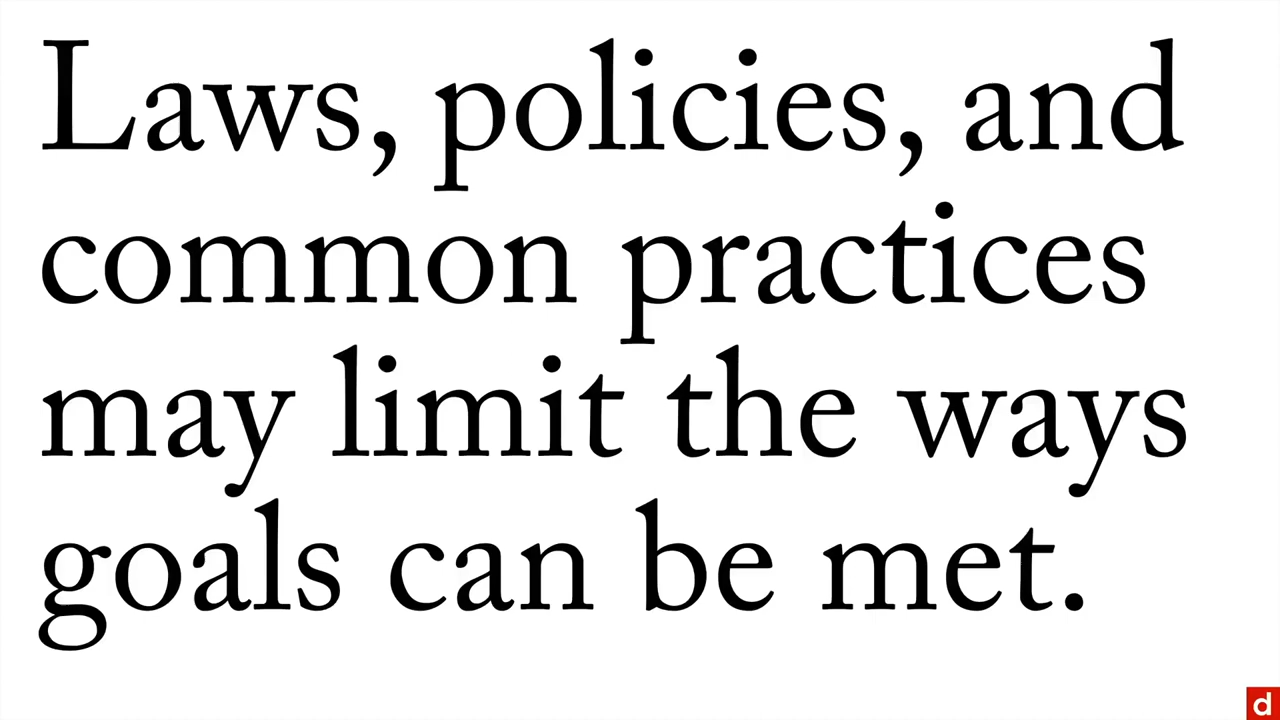 Laws, policies, and
common practices
may limit the ways
goals can be met.
d